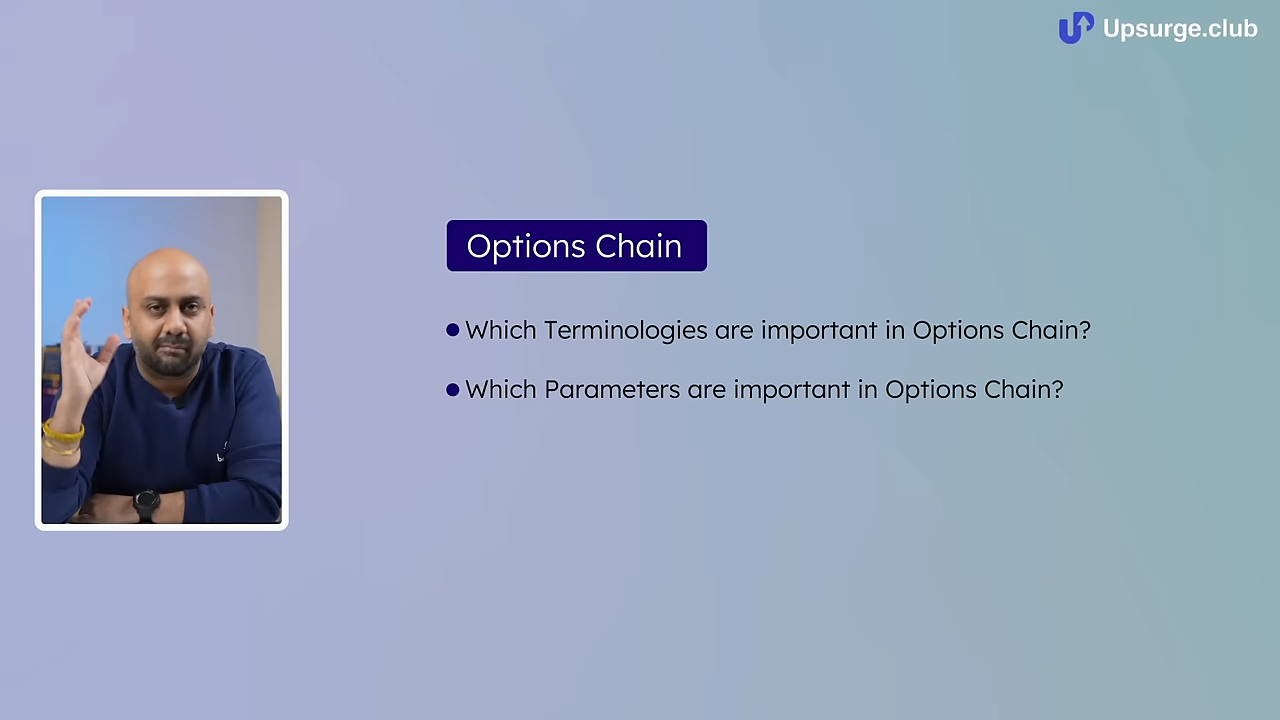 Upsurge.club
Options Chain
Which Terminologies are important in Options Chain?
Which Parameters are important in Options Chain?